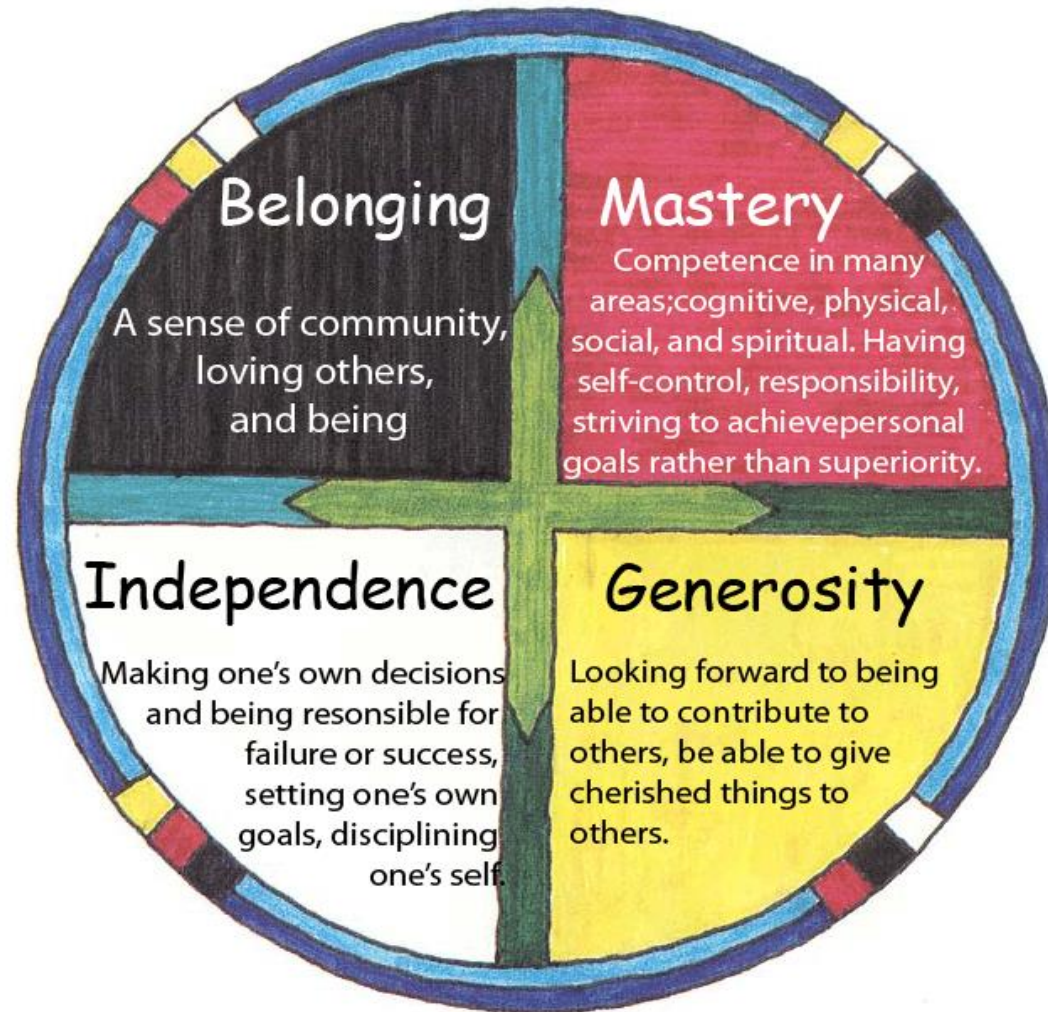 Belonging
A sense of community,
loving others,
and being
Mastery
Competence in many
areas;cognitive, physical,
social, and spiritual. Having
self-control, responsibility,
striving to achievepersonal
goals rather than superiority.
Independence
Making one's own decisions
and being resonsible for
failure or success,
setting one's own
goals, disciplining
one's self.
Generosity
Looking forward to being
able to contribute to
others, be able to give
cherished things to
others.